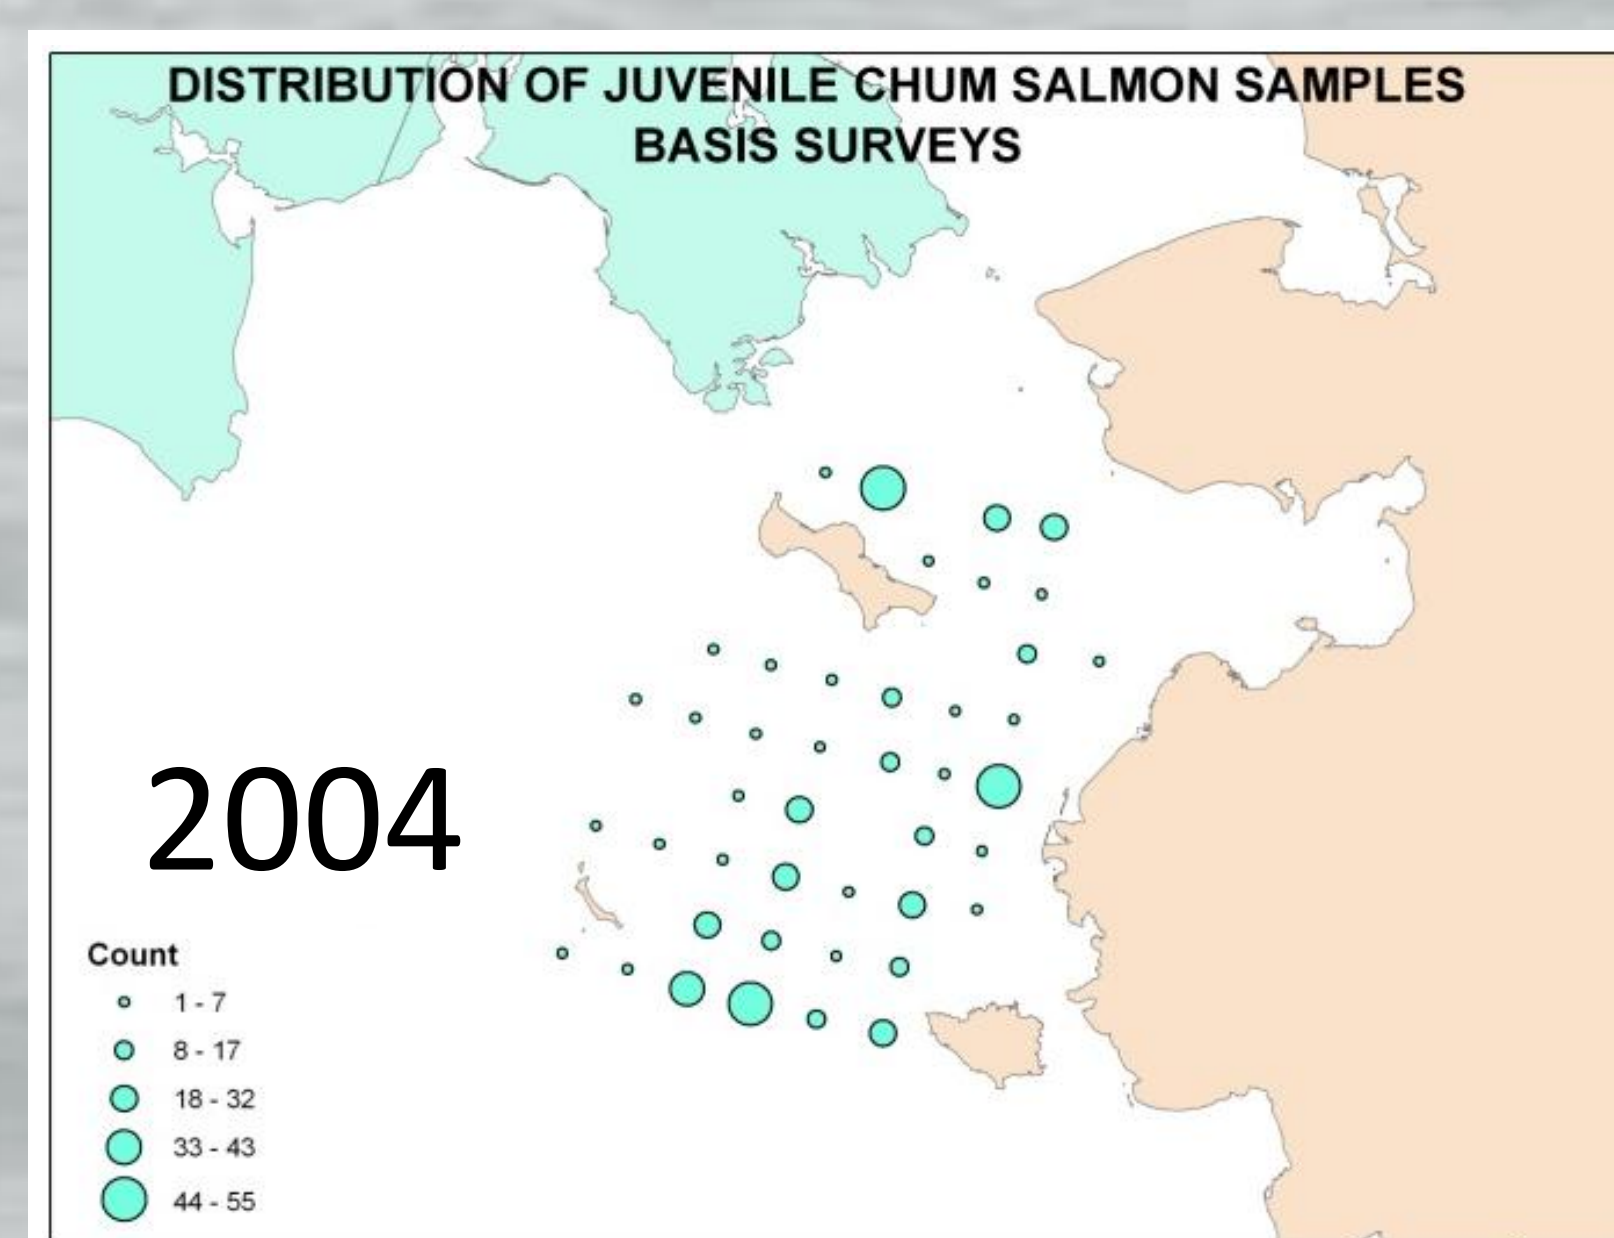 DISTRIBUTION OF JUVENILE CHUM SALMON SAMPLES
BASIS SURVEYS
2004
Count
1 - 7
8 - 17
18 - 32
33 - 43
44 - 55